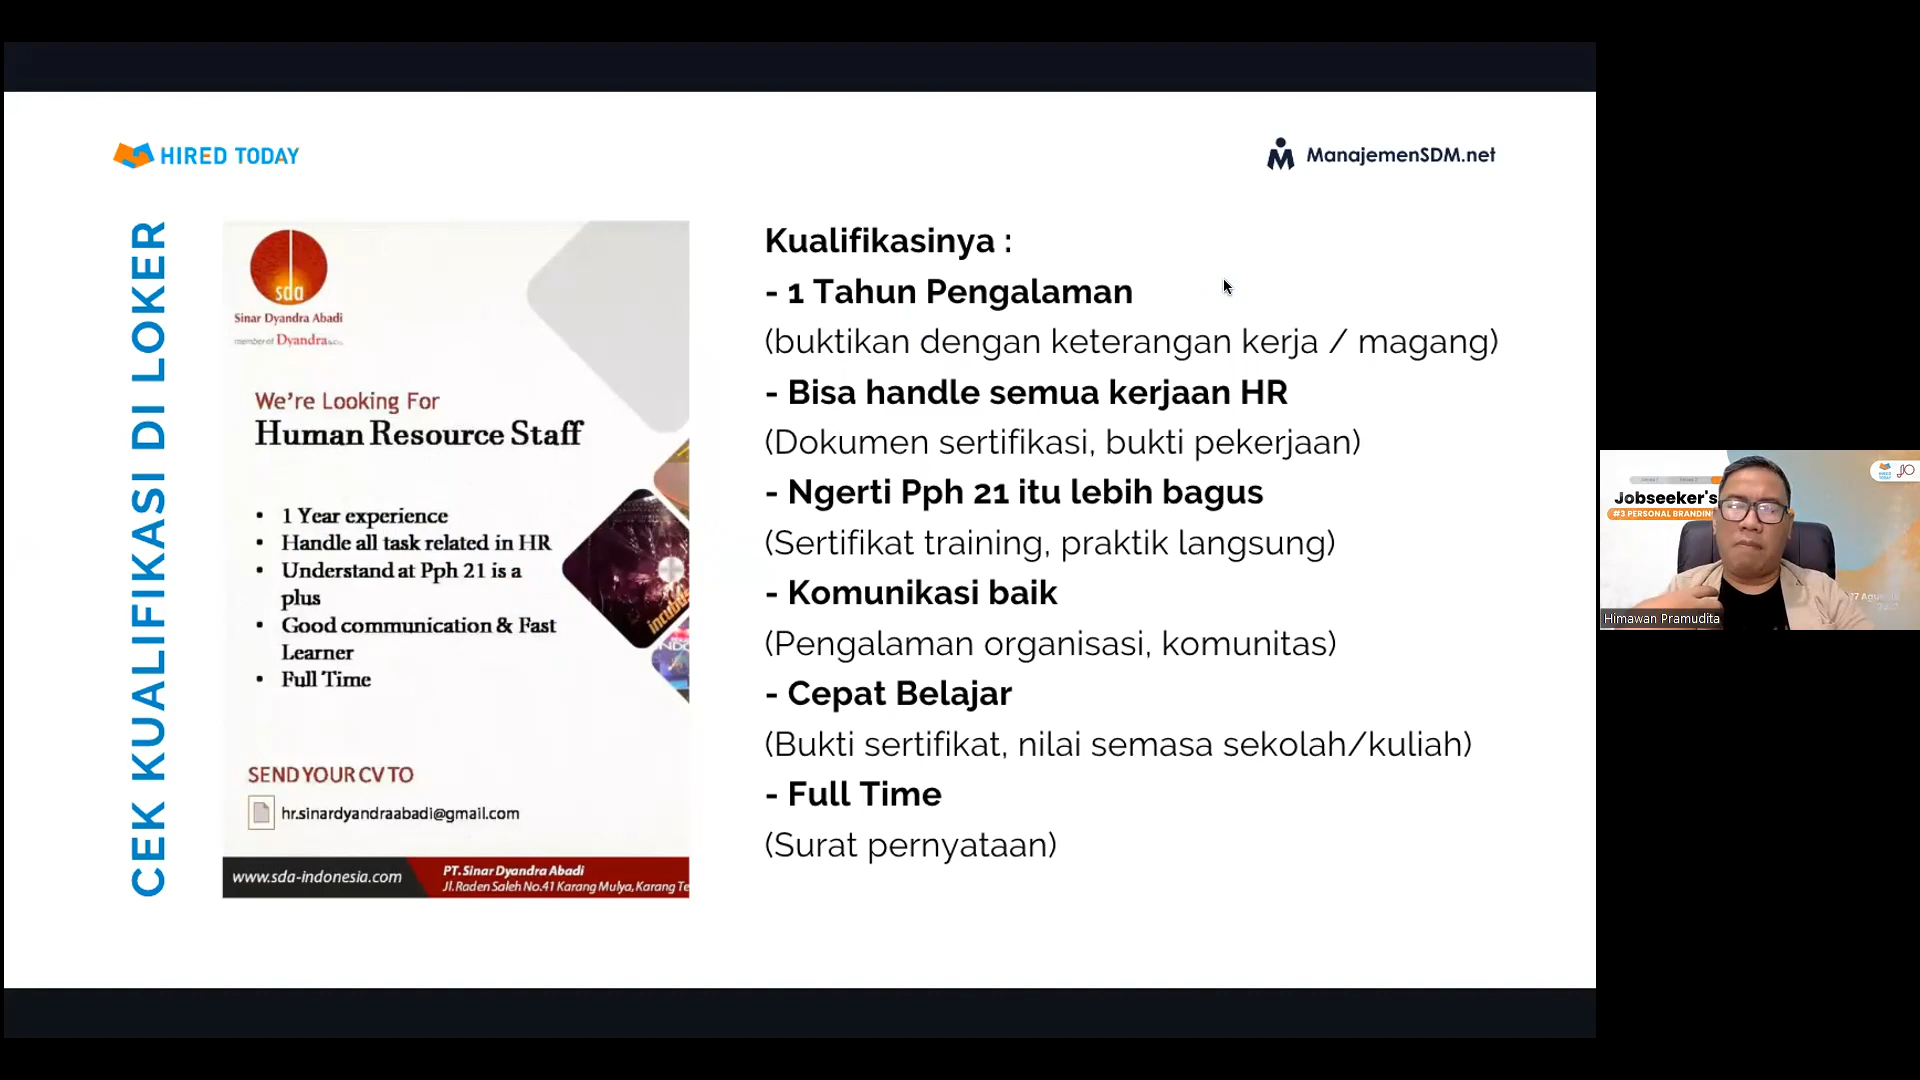 HIRED TODAY
ManajemenSDM.net
CEK KUALIFIKASI DI LOKER
sda
Sinar Dyandra Abadi
member of Dyandra&Co.
We're Looking For
Human Resource Staff
• 1 Year experience
• Handle all task related in HR
• Understand at Pph 21 is a
plus
• Good communication & Fast
Learner
• Full Time
incubus
SEND YOUR CV TO
hr.sinardyandraabadi@gmail.com
www.sda-indonesia.com
PT. Sinar Dyandra Abadi
Jl. Raden Saleh No.41 Karang Mulya, Karang Te
Kualifikasinya :
- 1 Tahun Pengalaman
(buktikan dengan keterangan kerja / magang)
- Bisa handle semua kerjaan HR
(Dokumen sertifikasi, bukti pekerjaan)
- Ngerti Pph 21 itu lebih bagus
(Sertifikat training, praktik langsung)
- Komunikasi baik
(Pengalaman organisasi, komunitas)
- Cepat Belajar
(Bukti sertifikat, nilai semasa sekolah/kuliah)
- Full Time
(Surat pernyataan)
Jobseeker's
#3 PERSONAL BRANDIN
Himawan Pramudita